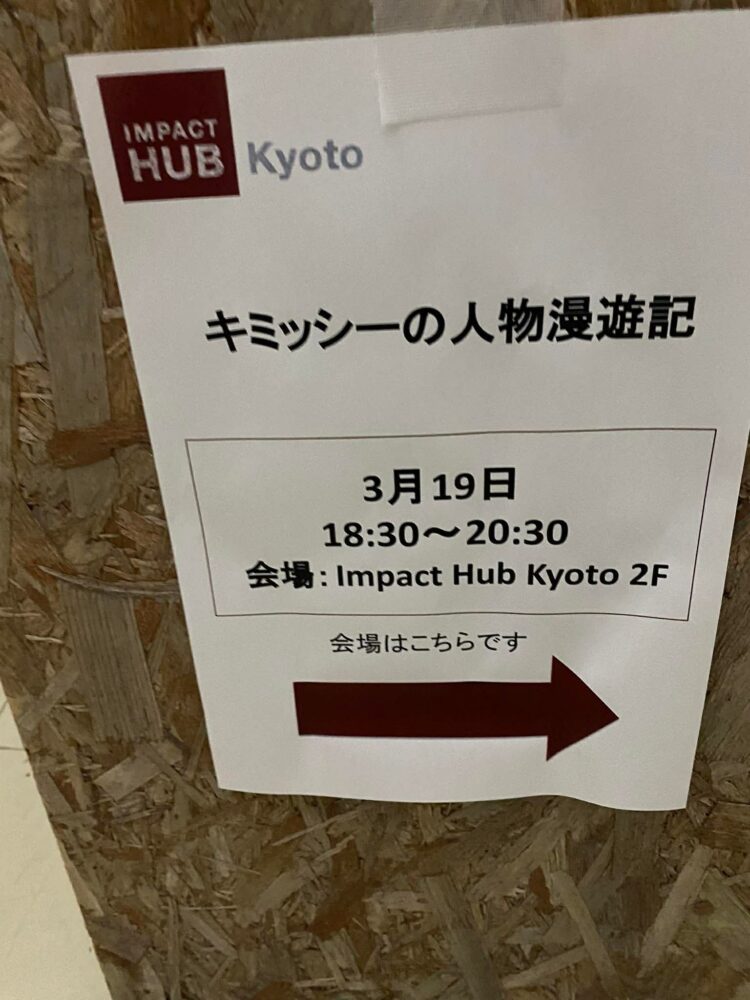 IMPACT
HUB Kyoto
キミッシーの人物漫遊記
3月19日
18:30～20:30
会場：Impact Hub Kyoto 2F
会場はこちらです